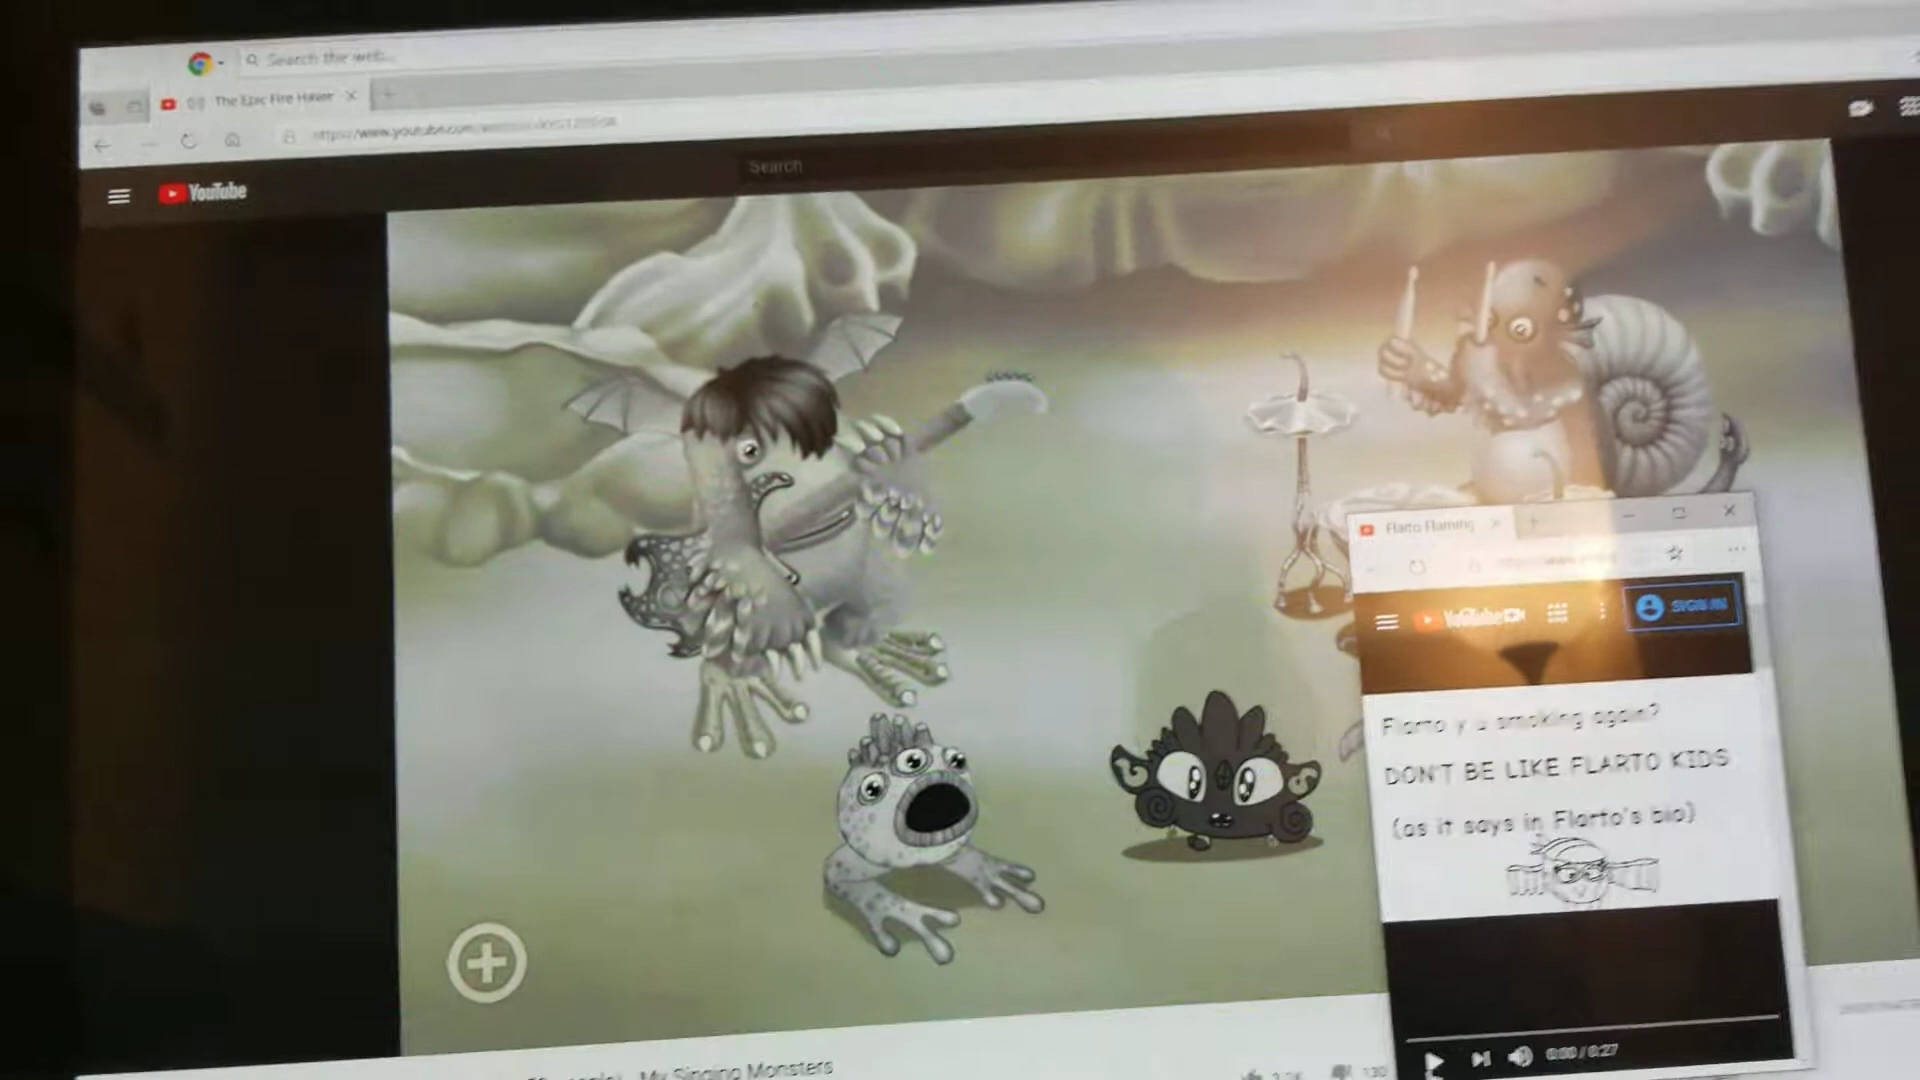 Search the web...
The Epic Fire Haven
YouTube
Search
My Singing Monsters
130
Flarto Flaming
YouTube
SIGN IN
Flarto y u smoking again?
DON'T BE LIKE FLARTO KIDS
(as it says in Flarto's bio)
0:00 / 0:27